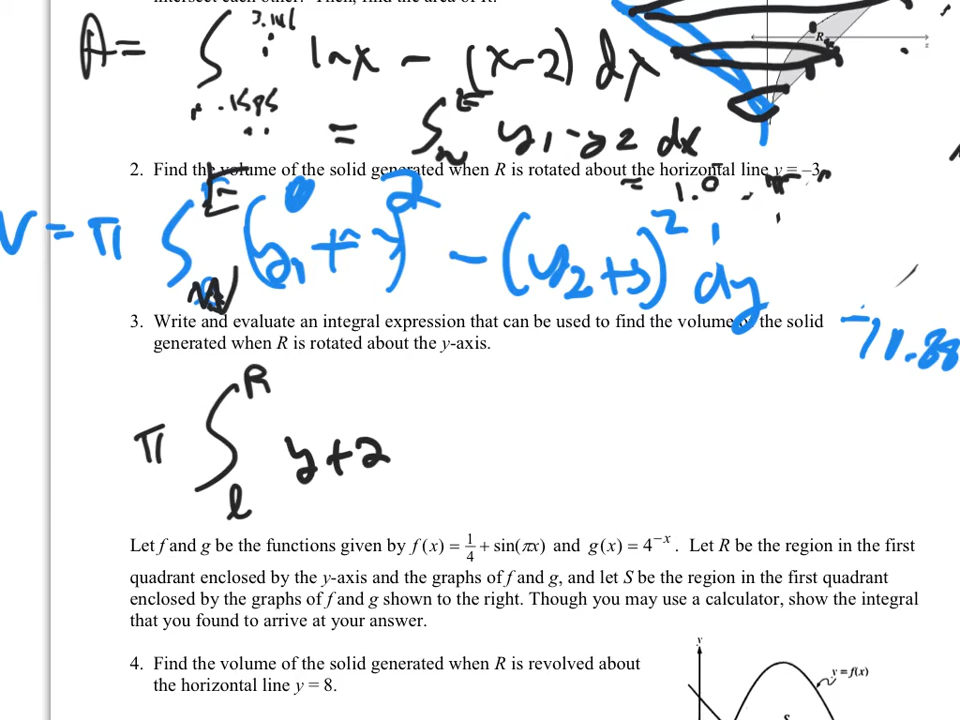 A = ∫ 3.146 .1585 ln x - (x-2) dx
R
= ∫ E W y1 - y2 dx
2. Find the volume of the solid generated when R is rotated about the horizontal line y = –3.
V = π ∫ E W (y1 + )² - (y2+3)² dy
3. Write and evaluate an integral expression that can be used to find the volume of the solid
generated when R is rotated about the y-axis.
π ∫ R l y+2
Let f and g be the functions given by f(x) = 1/4 + sin(πx) and g(x) = 4^–x. Let R be the region in the first
quadrant enclosed by the y-axis and the graphs of f and g, and let S be the region in the first quadrant
enclosed by the graphs of f and g shown to the right. Though you may use a calculator, show the integral
that you found to arrive at your answer.
4. Find the volume of the solid generated when R is revolved about
the horizontal line y = 8.
y
y = f(x)